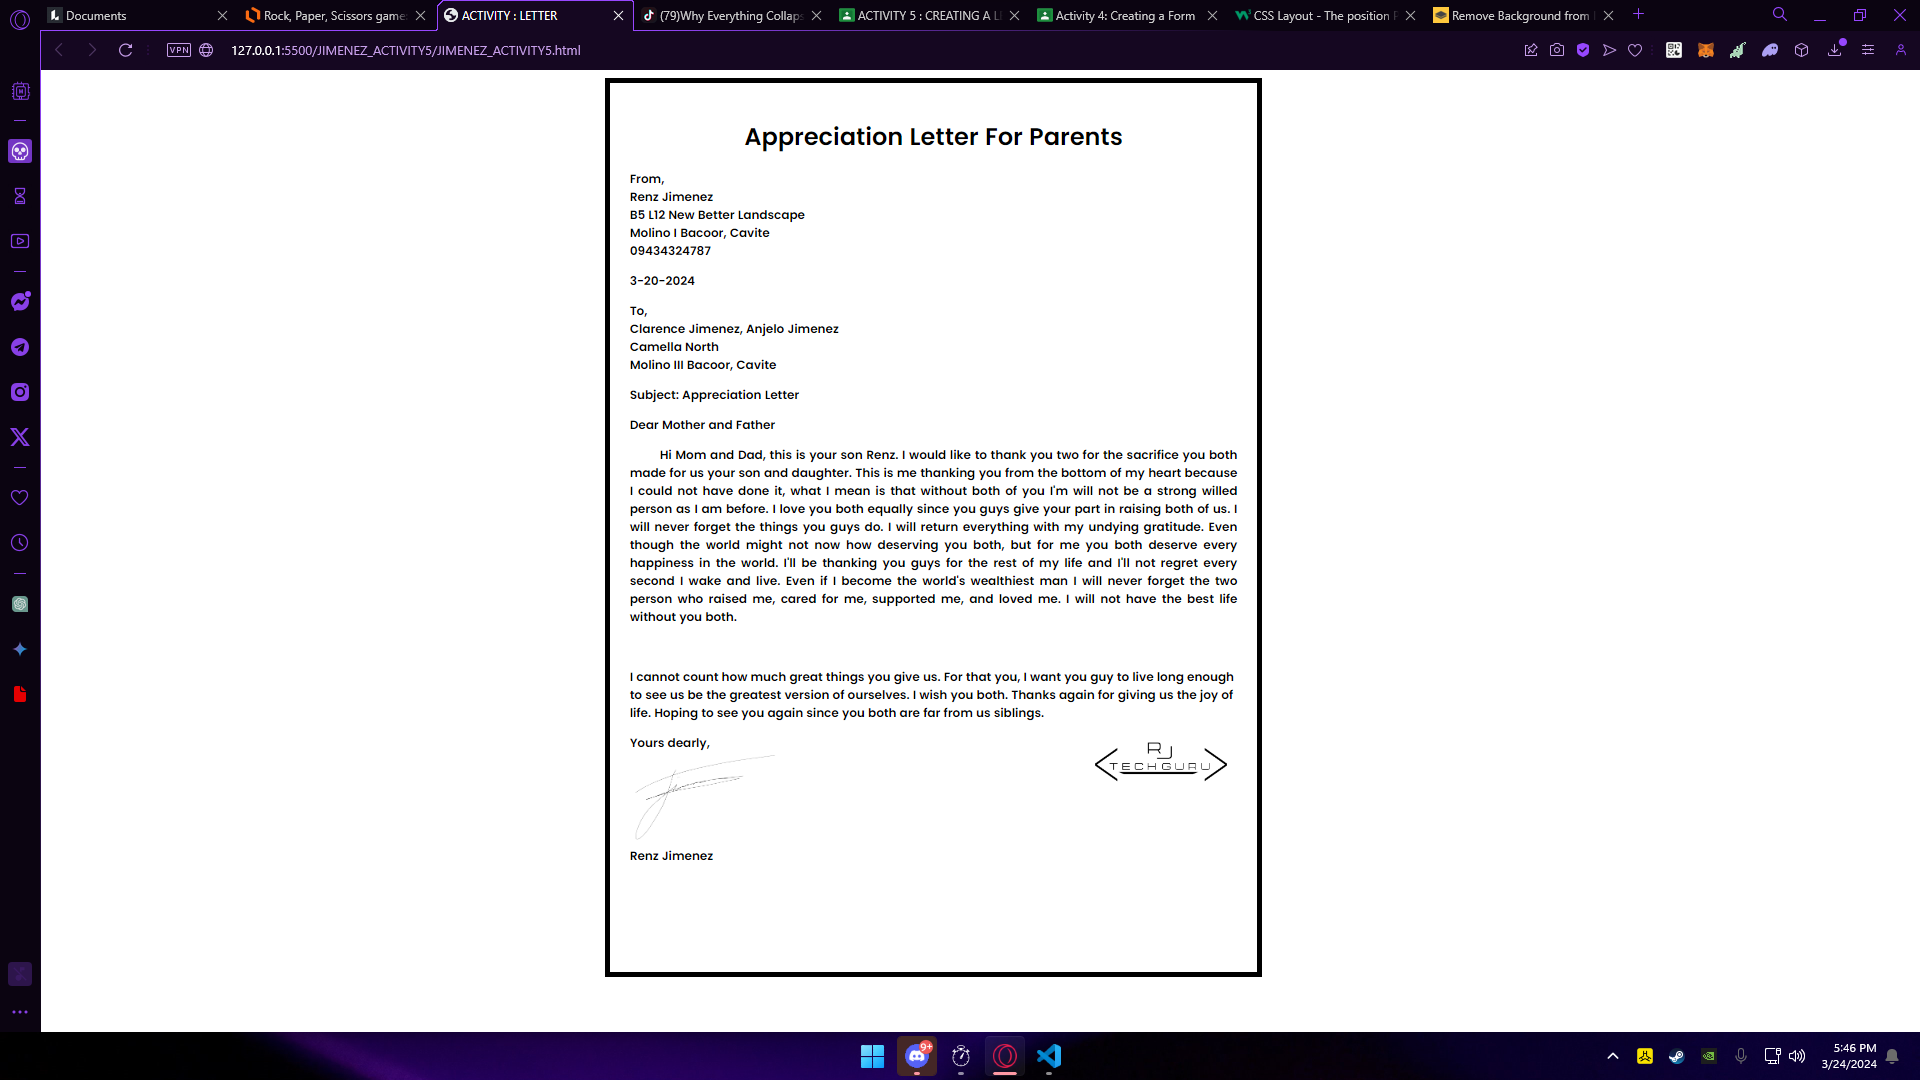 Documents
Rock, Paper, Scissors game
ACTIVITY : LETTER
(79)Why Everything Collaps
ACTIVITY 5 : CREATING A LI
Activity 4: Creating a Form
CSS Layout - The position P
Remove Background from
VPN
127.0.0.1:5500/JIMENEZ_ACTIVITY5/JIMENEZ_ACTIVITY5.html
Appreciation Letter For Parents
From,
Renz Jimenez
B5 L12 New Better Landscape
Molino I Bacoor, Cavite
09434324787
3-20-2024
To,
Clarence Jimenez, Anjelo Jimenez
Camella North
Molino III Bacoor, Cavite
Subject: Appreciation Letter
Dear Mother and Father
Hi Mom and Dad, this is your son Renz. I would like to thank you two for the sacrifice you both
made for us your son and daughter. This is me thanking you from the bottom of my heart because
I could not have done it, what I mean is that without both of you I'm will not be a strong willed
person as I am before. I love you both equally since you guys give your part in raising both of us. I
will never forget the things you guys do. I will return everything with my undying gratitude. Even
though the world might not now how deserving you both, but for me you both deserve every
happiness in the world. I'll be thanking you guys for the rest of my life and I'll not regret every
second I wake and live. Even if I become the world's wealthiest man I will never forget the two
person who raised me, cared for me, supported me, and loved me. I will not have the best life
without you both.
I cannot count how much great things you give us. For that you, I want you guy to live long enough
to see us be the greatest version of ourselves. I wish you both. Thanks again for giving us the joy of
life. Hoping to see you again since you both are far from us siblings.
Yours dearly,
RJ
TECHGURU
Renz Jimenez
9+
5:46 PM
3/24/2024